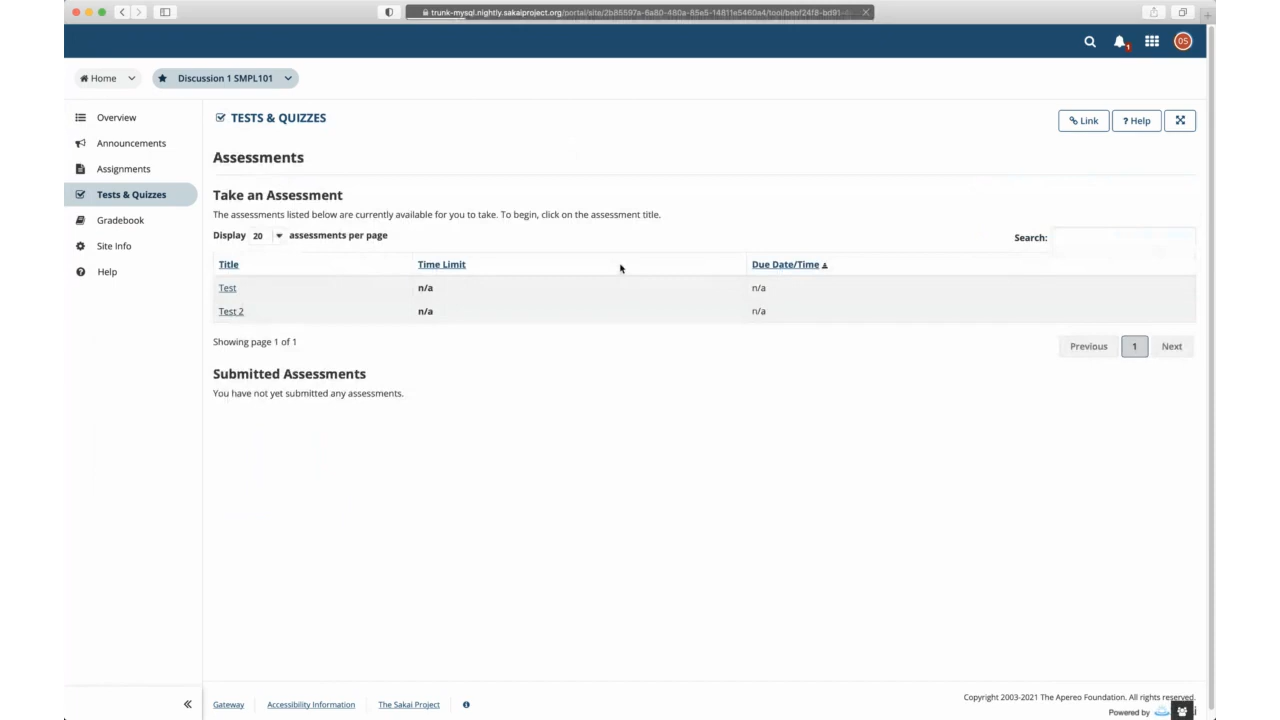 trunk-mysql.nightly.sakaiproject.org/portal/site/2b85597a-6a80-480a-85e5-14811e5460a4/tool/bebf24f8-bd91-
1
OS
Home
Discussion 1 SMPL101
Overview
Announcements
Assignments
Tests & Quizzes
Gradebook
Site Info
Help
TESTS & QUIZZES
Link
? Help
Assessments
Take an Assessment
The assessments listed below are currently available for you to take. To begin, click on the assessment title.
Display 20 assessments per page
Search:
Title Time Limit Due Date/Time
Test n/a n/a
Test 2 n/a n/a
Showing page 1 of 1
Previous 1 Next
Submitted Assessments
You have not yet submitted any assessments.
Gateway
Accessibility Information
The Sakai Project
Copyright 2003-2021 The Apereo Foundation. All rights reserved.
Powered by